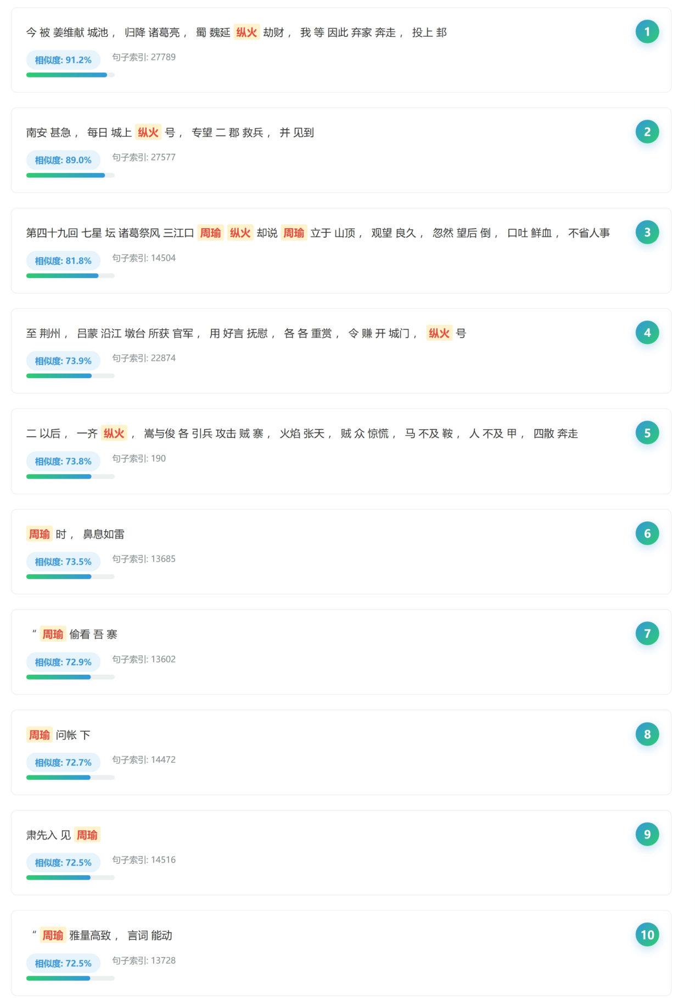 今 被 姜维献 城池 ， 归降 诸葛亮 ， 蜀 魏延 纵火 劫财 ， 我 等 因此 弃家 奔走 ， 投上 邽
1
相似度: 91.2% 句子索引: 27789
南安 甚急 ， 每日 城上 纵火 号 ， 专望 二 郡 救兵 ， 并 见到
2
相似度: 89.0% 句子索引: 27577
第四十九回 七星 坛 诸葛祭风 三江口 周瑜 纵火 却说 周瑜 立于 山顶 ， 观望 良久 ， 忽然 望后 倒 ， 口吐 鲜血 ， 不省人事
3
相似度: 81.8% 句子索引: 14504
至 荆州 ， 吕蒙 沿江 墩台 所获 官军 ， 用 好言 抚慰 ， 各 各 重赏 ， 令 赚 开 城门 ， 纵火 号
4
相似度: 73.9% 句子索引: 22874
二 以后 ， 一齐 纵火 ， 嵩与俊 各 引兵 攻击 贼 寨 ， 火焰 张天 ， 贼 众 惊慌 ， 马 不及 鞍 ， 人 不及 甲 ， 四散 奔走
5
相似度: 73.8% 句子索引: 190
周瑜 时 ， 鼻息如雷
6
相似度: 73.5% 句子索引: 13685
“ 周瑜 偷看 吾 寨
7
相似度: 72.9% 句子索引: 13602
周瑜 问帐 下
8
相似度: 72.7% 句子索引: 14472
肃先入 见 周瑜
9
相似度: 72.5% 句子索引: 14516
“ 周瑜 雅量高致 ， 言词 能动
10
相似度: 72.5% 句子索引: 13728